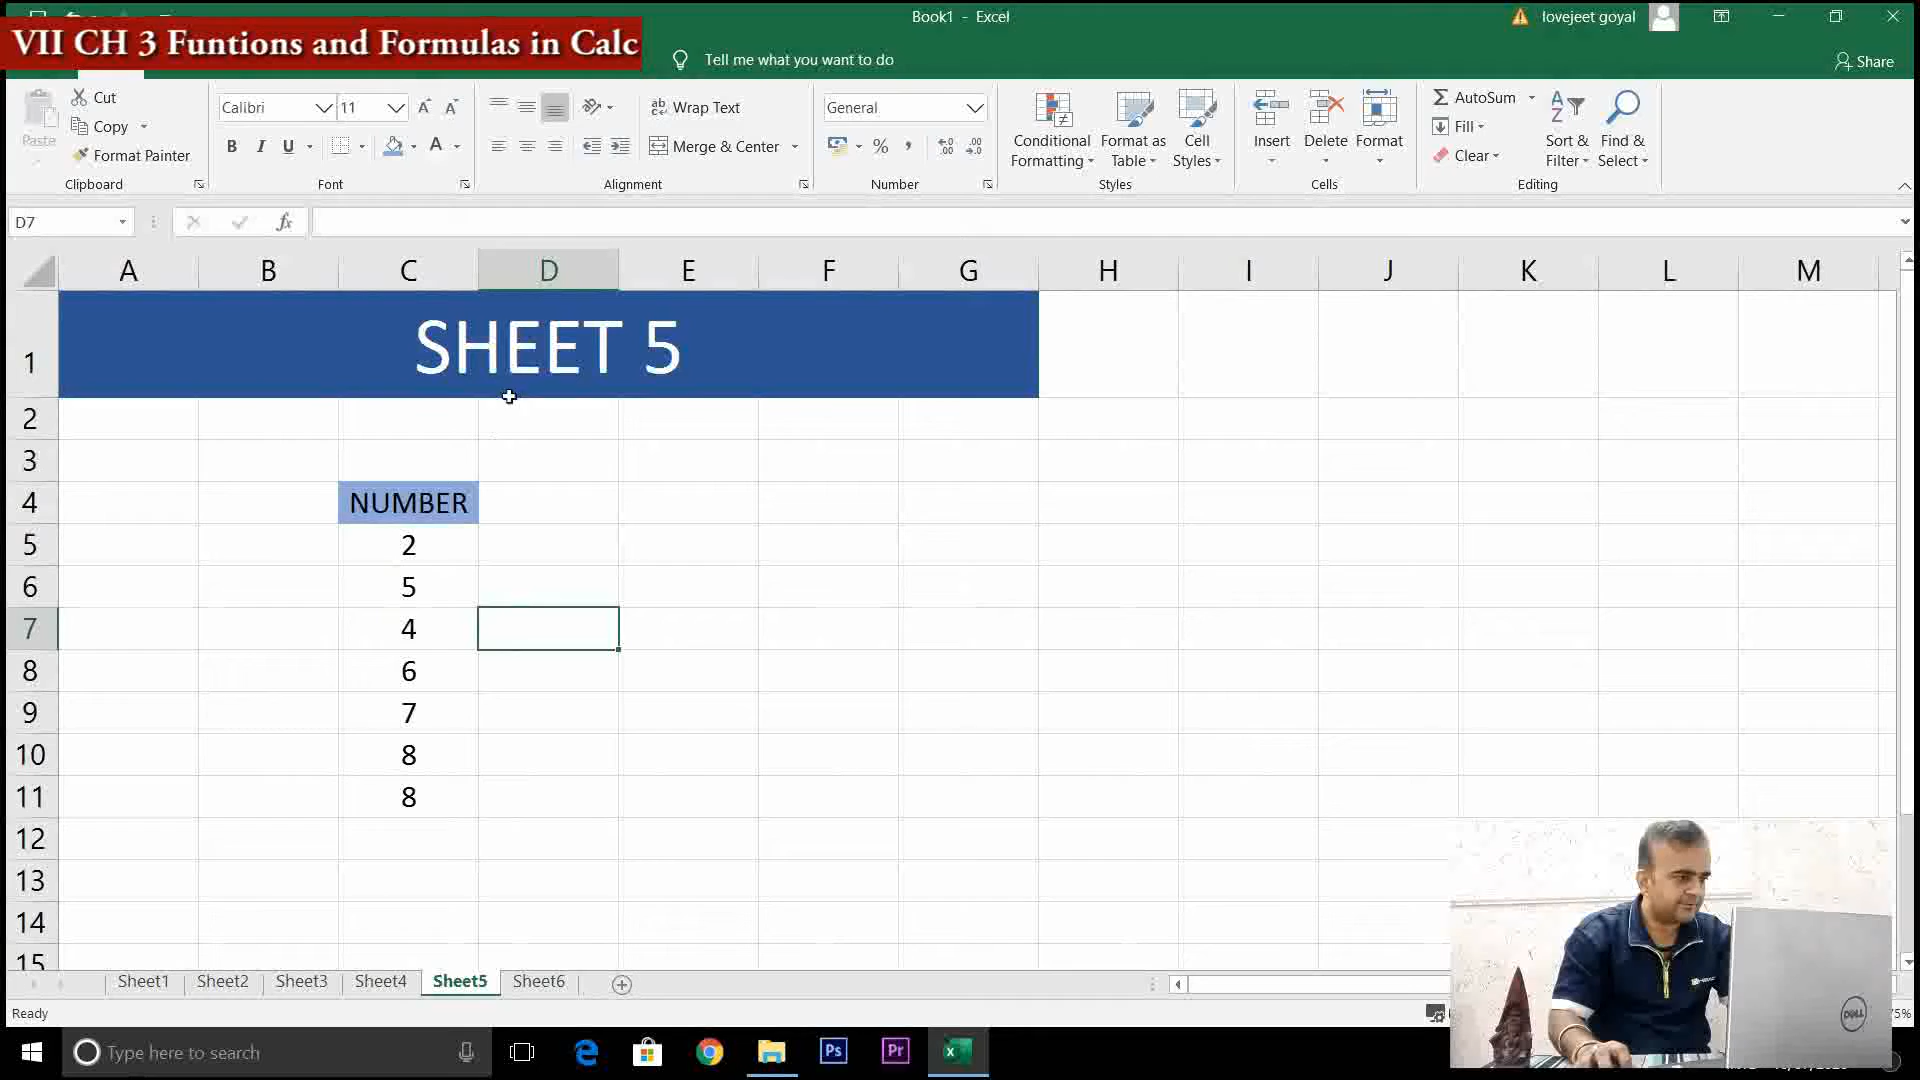 Book1 - Excel
lovejeet goyal
VII CH 3 Funtions and Formulas in Calc
Tell me what you want to do
Share
Paste
Cut
Copy
Format Painter
Clipboard
Calibri
11
B I U
A
Font
Wrap Text
Merge & Center
Alignment
General
%
Number
Conditional Formatting
Format as Table
Cell Styles
Styles
Insert
Delete
Format
Cells
AutoSum
Fill
Clear
Sort & Filter
Find & Select
Editing
D7
fx
A B C D E F G H I J K L M
1 SHEET 5
2
3
4 NUMBER
5 2
6 5
7 4
8 6
9 7
10 8
11 8
12
13
14
15
Sheet1 Sheet2 Sheet3 Sheet4 Sheet5 Sheet6
Ready
75%
Type here to search
Ps
Pr
DELL